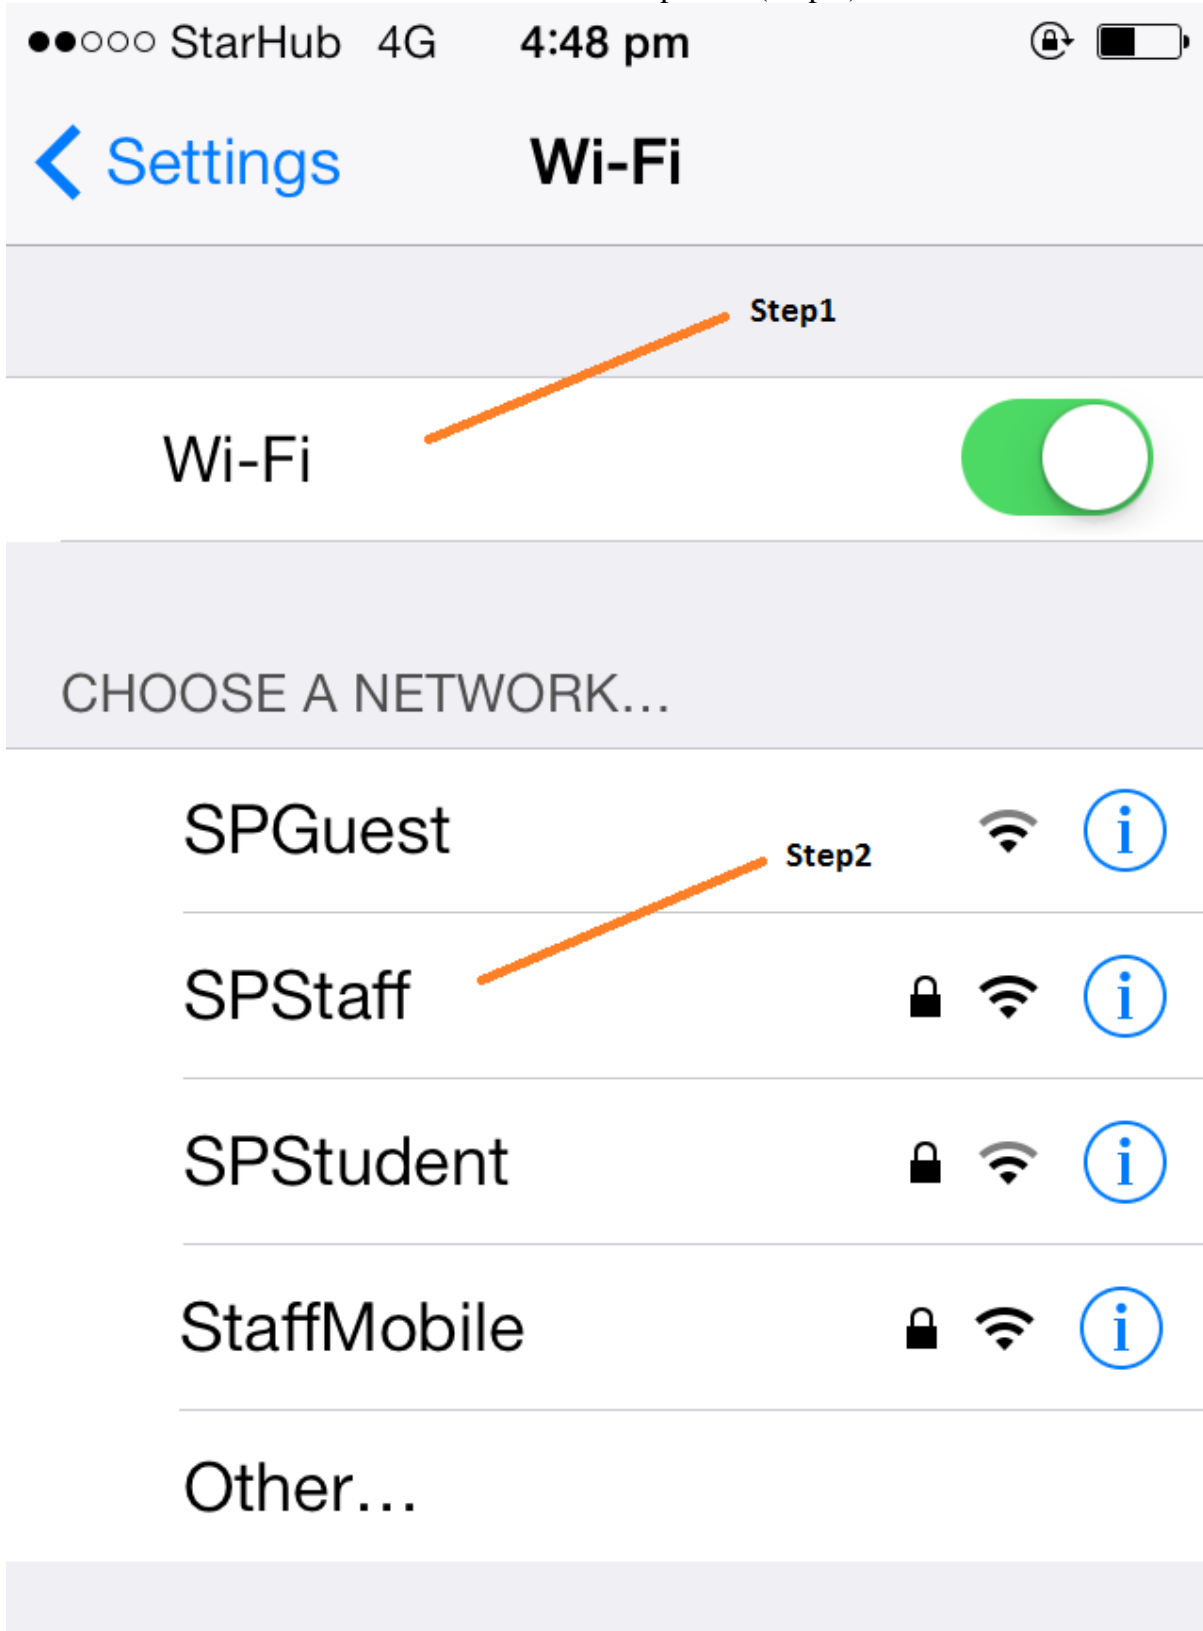 StarHub 4G 4:48 pm
Settings Wi-Fi
Step1
Wi-Fi
CHOOSE A NETWORK...
SPGuest
Step2
SPStaff
SPStudent
StaffMobile
Other...